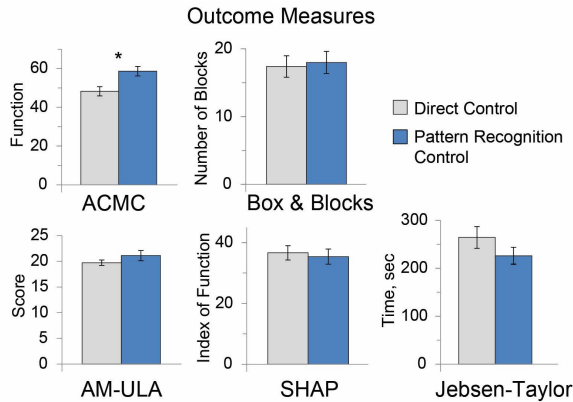 Outcome Measures
*
60
40
20
0
Function
ACMC
20
10
0
Number of Blocks
Box & Blocks
Direct Control
Pattern Recognition
Control
25
20
15
10
5
0
Score
AM-ULA
40
20
0
Index of Function
SHAP
300
200
100
0
Time, sec
Jebsen-Taylor